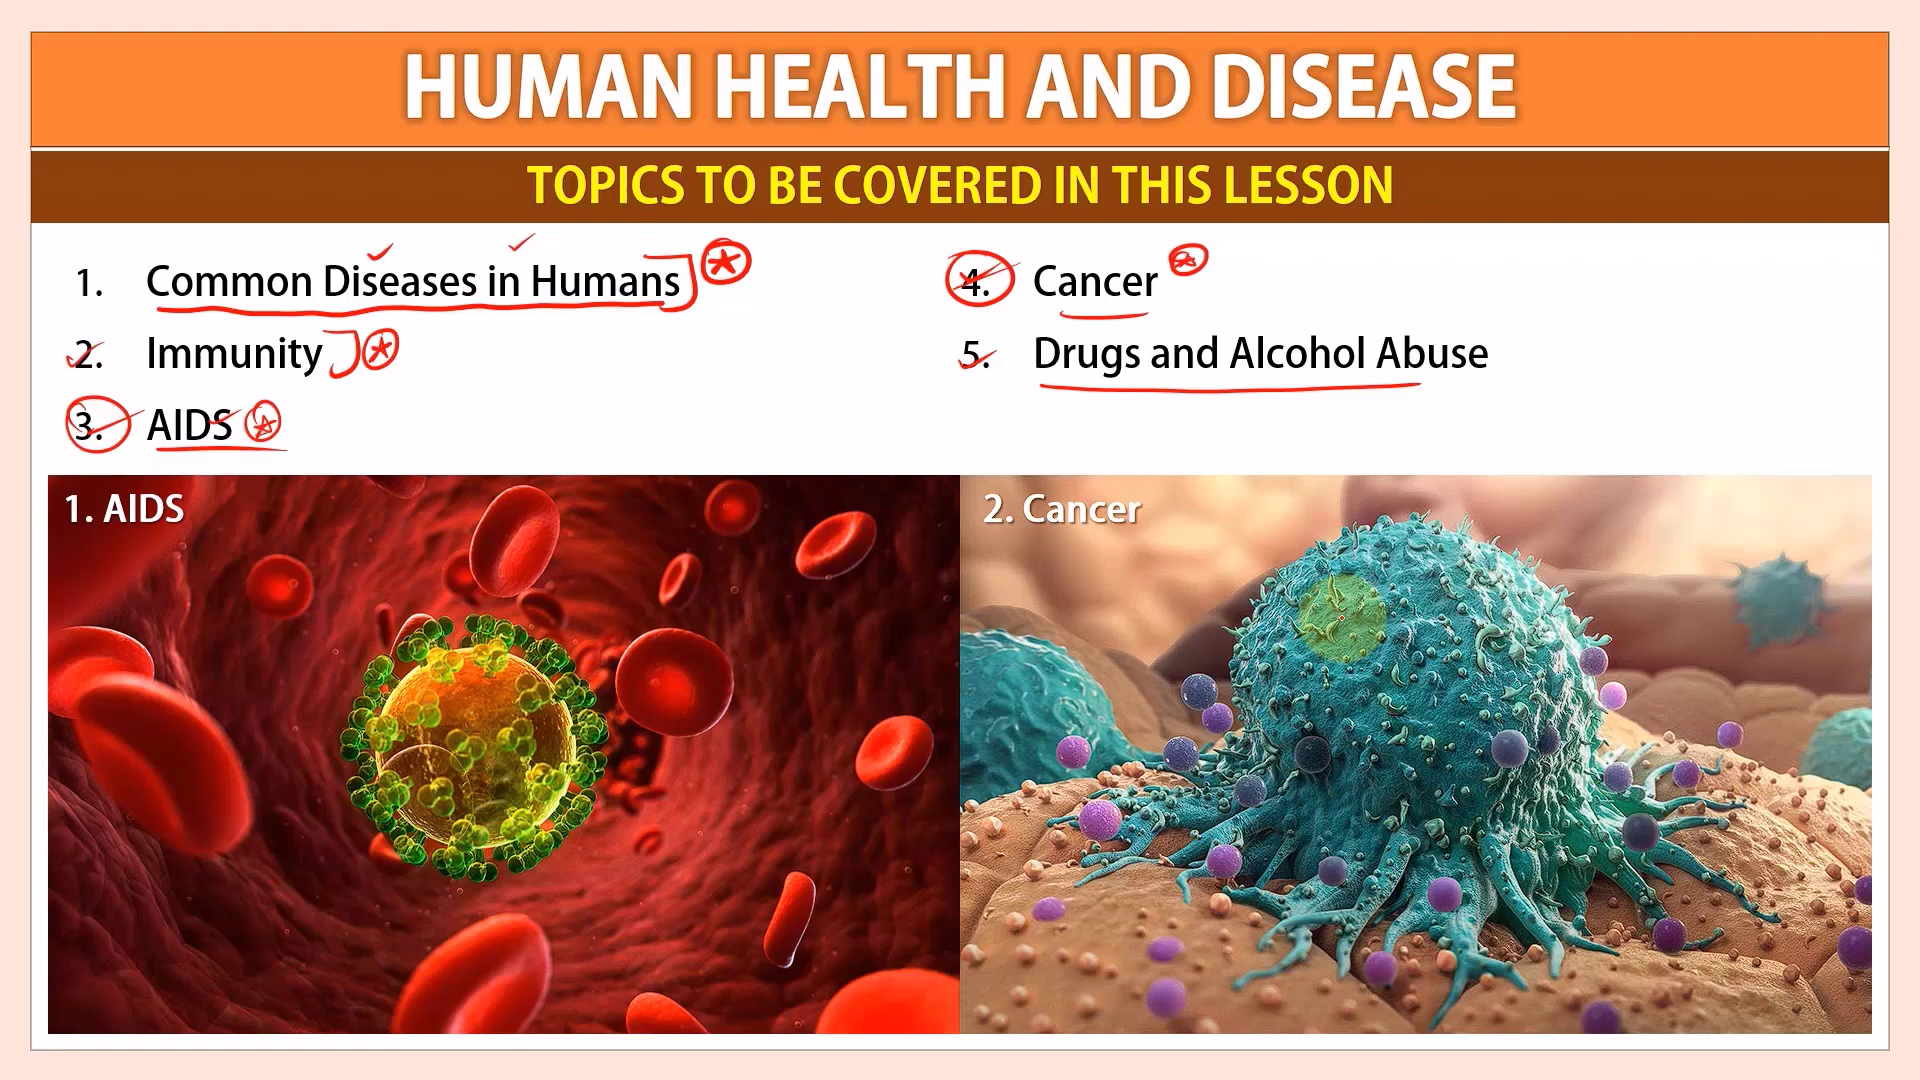 HUMAN HEALTH AND DISEASE
TOPICS TO BE COVERED IN THIS LESSON
1. Common Diseases in Humans
2. Immunity
3. AIDS
4. Cancer
5. Drugs and Alcohol Abuse
1. AIDS
2. Cancer